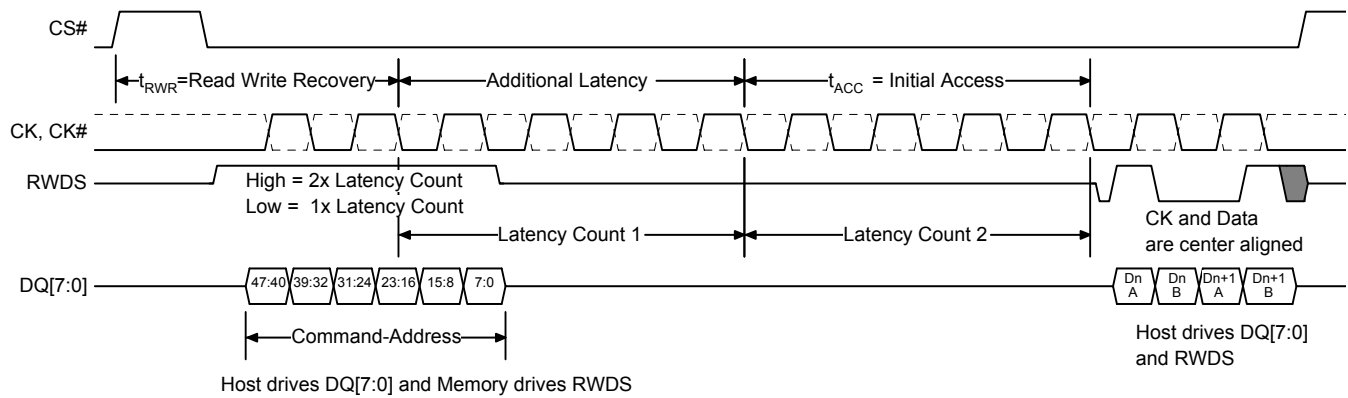 CS#
tRWR=Read Write Recovery
Additional Latency
tACC = Initial Access
CK, CK#
RWDS
High = 2x Latency Count
Low = 1x Latency Count
CK and Data
are center aligned
Latency Count 1
Latency Count 2
DQ[7:0]
47:40 39:32 31:24 23:16 15:8 7:0
Dn Dn Dn+1 Dn+1
A B A B
Command-Address
Host drives DQ[7:0]
and RWDS
Host drives DQ[7:0] and Memory drives RWDS